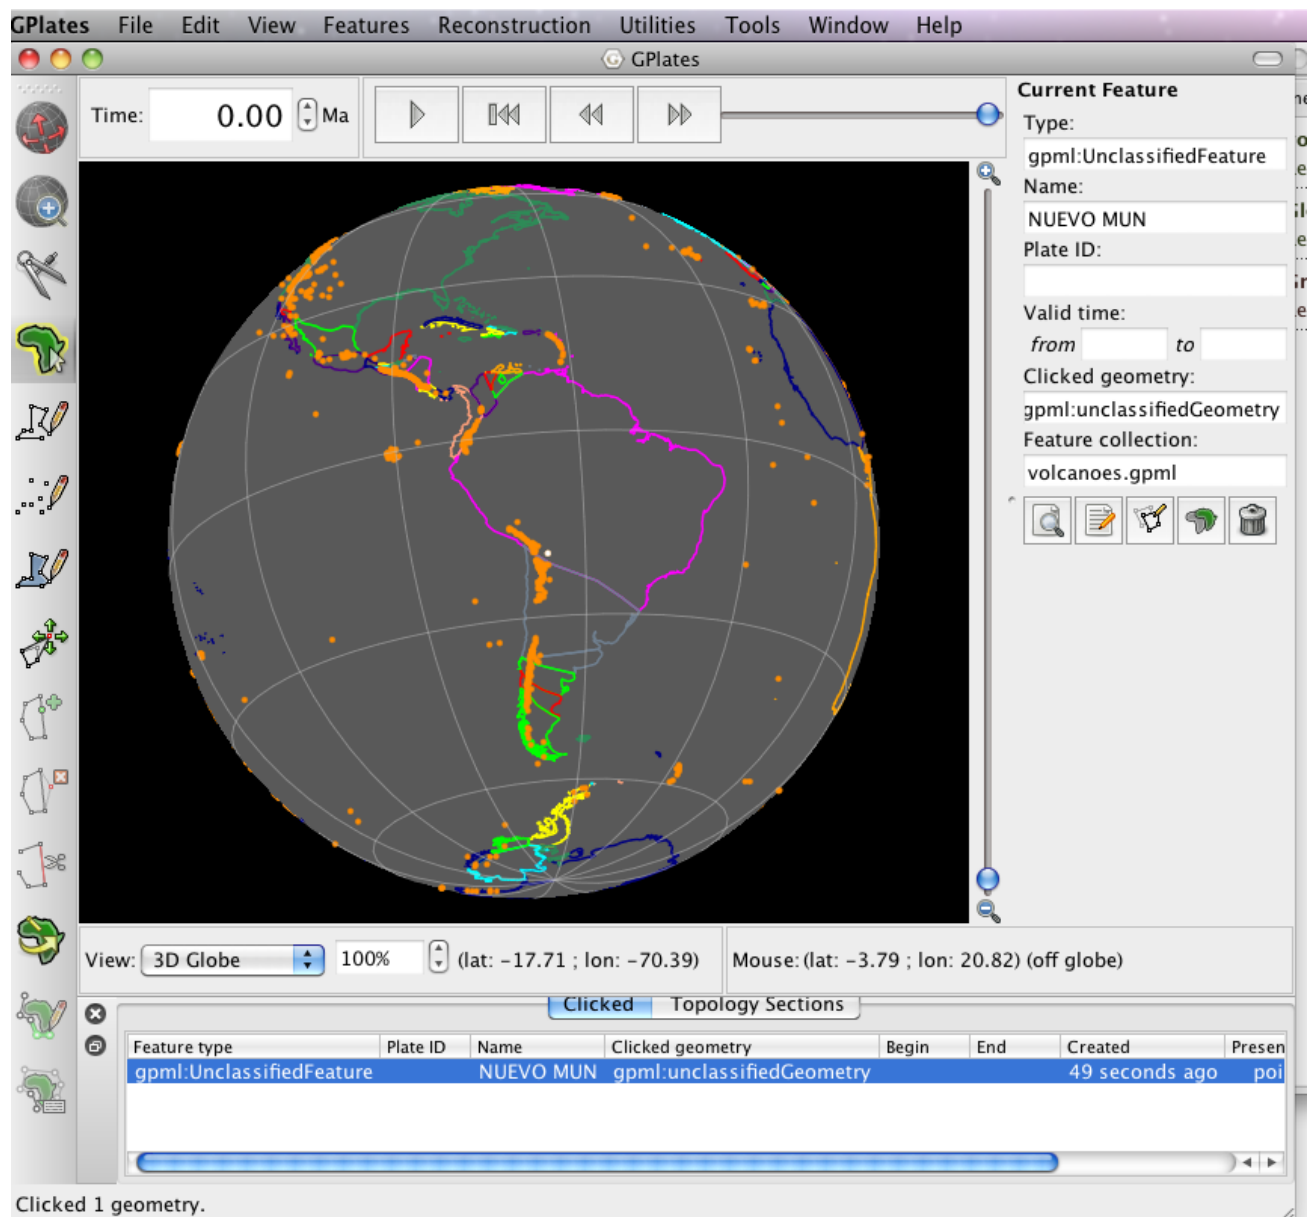 GPlates File Edit View Features Reconstruction Utilities Tools Window Help
GPlates
Time: 0.00 Ma
Current Feature
Type:
gpml:UnclassifiedFeature
Name:
NUEVO MUN
Plate ID:
Valid time:
from to
Clicked geometry:
gpml:unclassifiedGeometry
Feature collection:
volcanoes.gpml
View: 3D Globe 100% (lat: -17.71 ; lon: -70.39) Mouse: (lat: -3.79 ; lon: 20.82) (off globe)
Clicked Topology Sections
Feature type Plate ID Name Clicked geometry Begin End Created Presen
gpml:UnclassifiedFeature NUEVO MUN gpml:unclassifiedGeometry 49 seconds ago poi
Clicked 1 geometry.